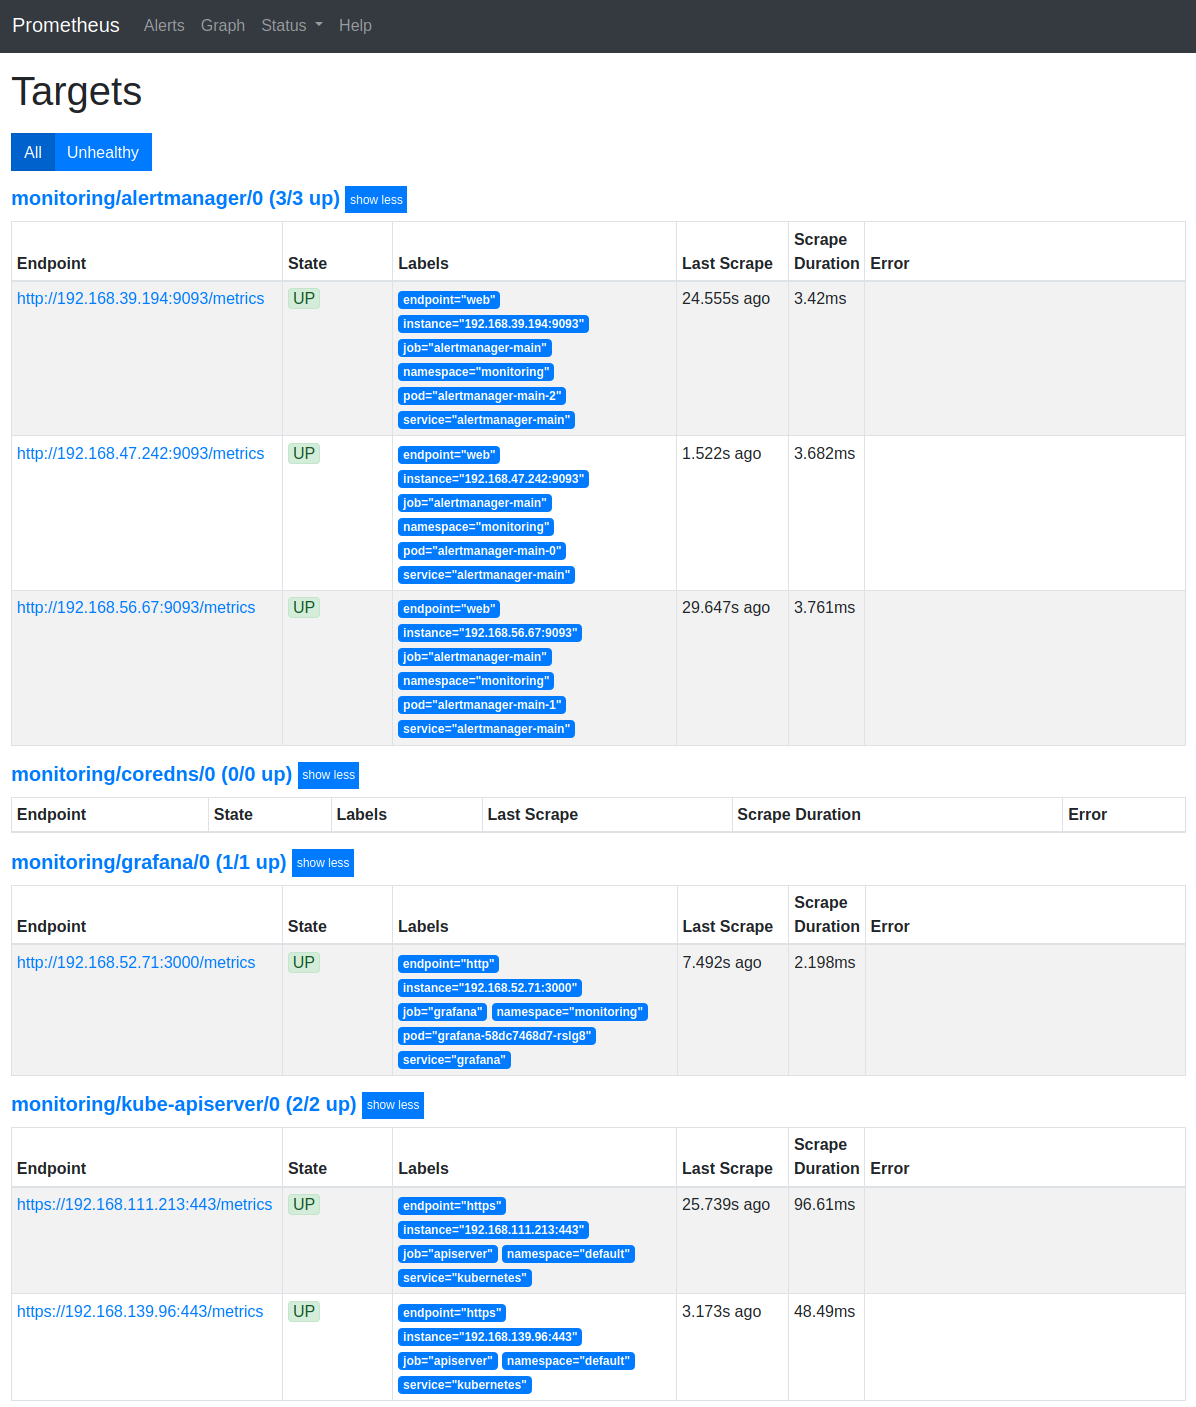 Prometheus Alerts Graph Status Help
Targets
All Unhealthy
monitoring/alertmanager/0 (3/3 up) show less
Endpoint State Labels Last Scrape Scrape Duration Error
http://192.168.39.194:9093/metrics UP endpoint="web" 24.555s ago 3.42ms
instance="192.168.39.194:9093"
job="alertmanager-main"
namespace="monitoring"
pod="alertmanager-main-2"
service="alertmanager-main"
http://192.168.47.242:9093/metrics UP endpoint="web" 1.522s ago 3.682ms
instance="192.168.47.242:9093"
job="alertmanager-main"
namespace="monitoring"
pod="alertmanager-main-0"
service="alertmanager-main"
http://192.168.56.67:9093/metrics UP endpoint="web" 29.647s ago 3.761ms
instance="192.168.56.67:9093"
job="alertmanager-main"
namespace="monitoring"
pod="alertmanager-main-1"
service="alertmanager-main"
monitoring/coredns/0 (0/0 up) show less
Endpoint State Labels Last Scrape Scrape Duration Error
monitoring/grafana/0 (1/1 up) show less
Endpoint State Labels Last Scrape Scrape Duration Error
http://192.168.52.71:3000/metrics UP endpoint="http" 7.492s ago 2.198ms
instance="192.168.52.71:3000"
job="grafana" namespace="monitoring"
pod="grafana-58dc7468d7-rslg8"
service="grafana"
monitoring/kube-apiserver/0 (2/2 up) show less
Endpoint State Labels Last Scrape Scrape Duration Error
https://192.168.111.213:443/metrics UP endpoint="https" 25.739s ago 96.61ms
instance="192.168.111.213:443"
job="apiserver" namespace="default"
service="kubernetes"
https://192.168.139.96:443/metrics UP endpoint="https" 3.173s ago 48.49ms
instance="192.168.139.96:443"
job="apiserver" namespace="default"
service="kubernetes"